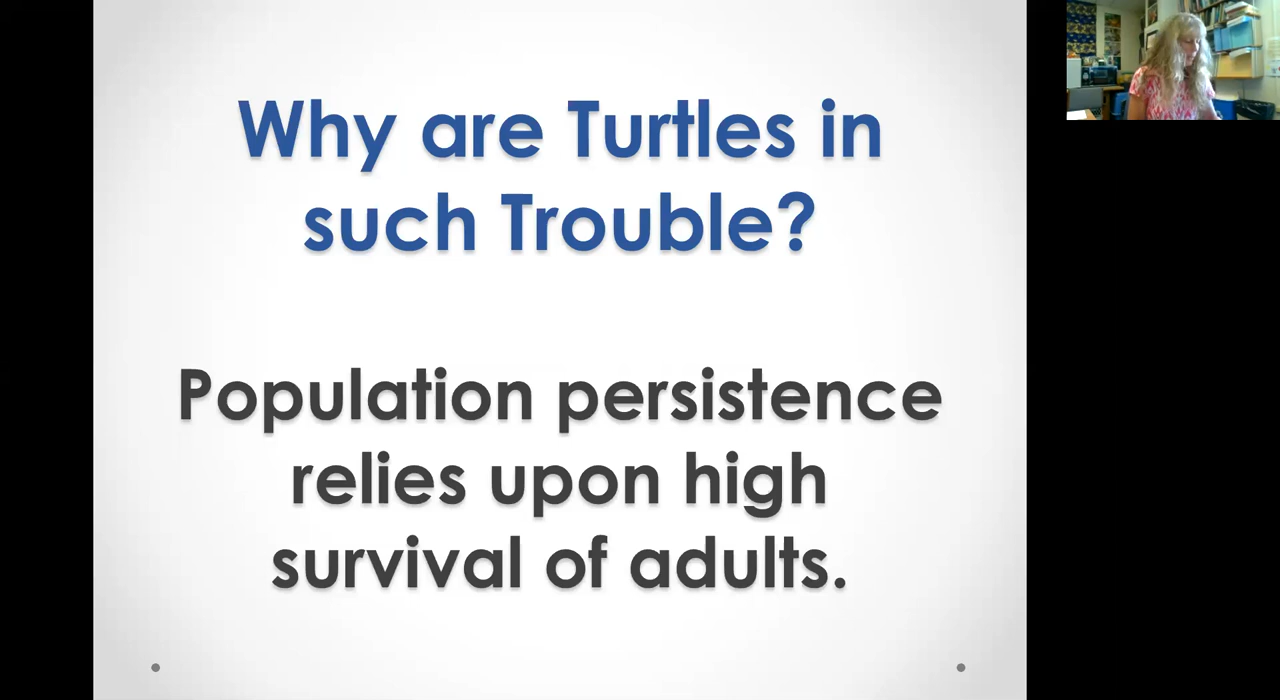 Why are Turtles in
such Trouble?
Population persistence
relies upon high
survival of adults.